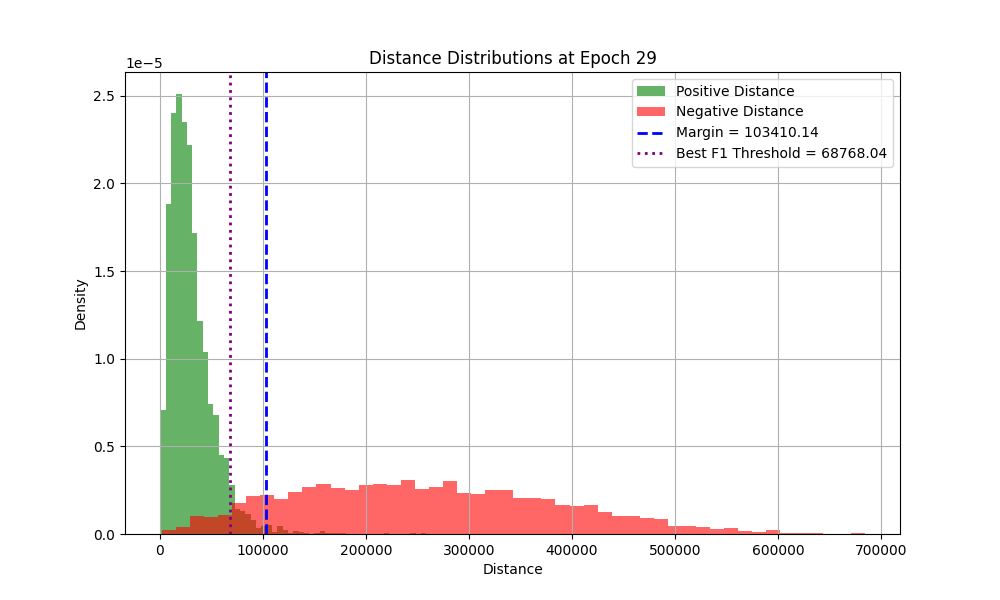 Distance Distributions at Epoch 29
1e−5
Positive Distance
Negative Distance
Margin = 103410.14
Best F1 Threshold = 68768.04
2.5
2.0
1.5
1.0
0.5
0.0
Density
0 100000 200000 300000 400000 500000 600000 700000
Distance